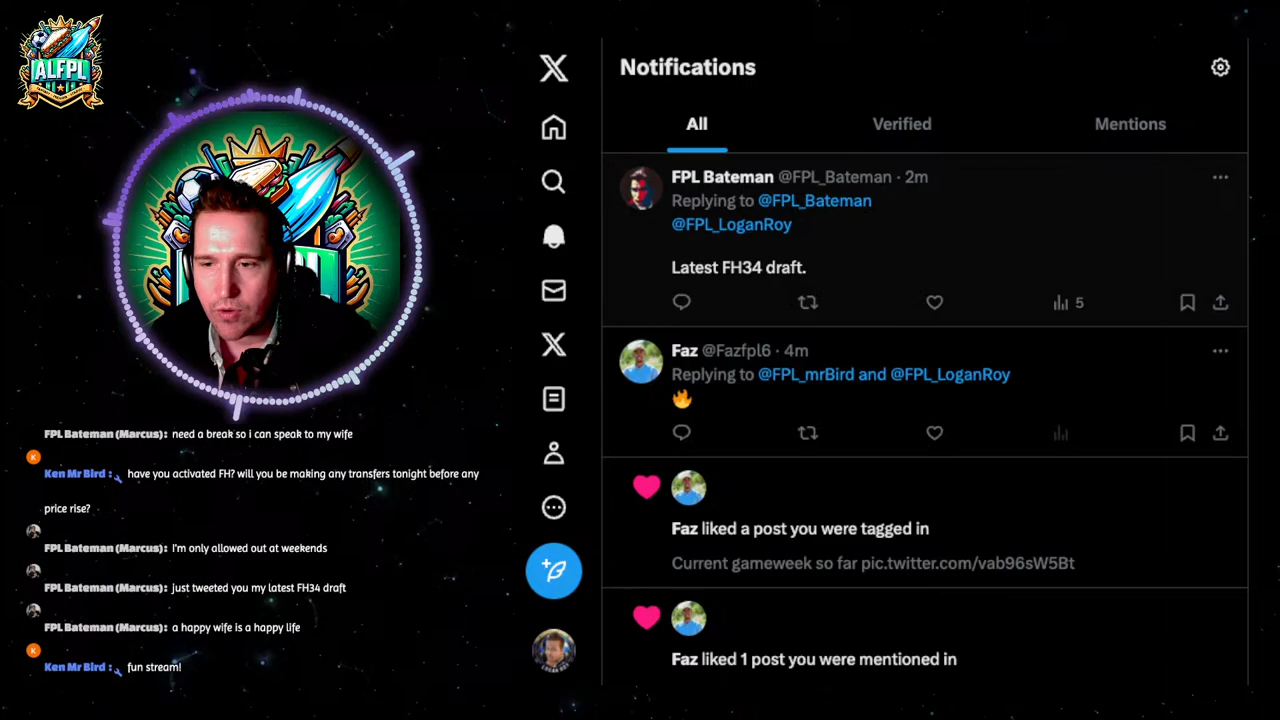 ALFPL
FPL Bateman (Marcus): need a break so i can speak to my wife
K
Ken Mr Bird : have you activated FH? will you be making any transfers tonight before any
price rise?
FPL Bateman (Marcus): I'm only allowed out at weekends
FPL Bateman (Marcus): just tweeted you my latest FH34 draft
FPL Bateman (Marcus): a happy wife is a happy life
K
Ken Mr Bird : fun stream!
Notifications
All
Verified
Mentions
FPL Bateman @FPL_Bateman · 2m
Replying to @FPL_Bateman
@FPL_LoganRoy
Latest FH34 draft.
5
Faz @Fazfpl6 · 4m
Replying to @FPL_mrBird and @FPL_LoganRoy
🔥
Faz liked a post you were tagged in
Current gameweek so far pic.twitter.com/vab96sW5Bt
Faz liked 1 post you were mentioned in